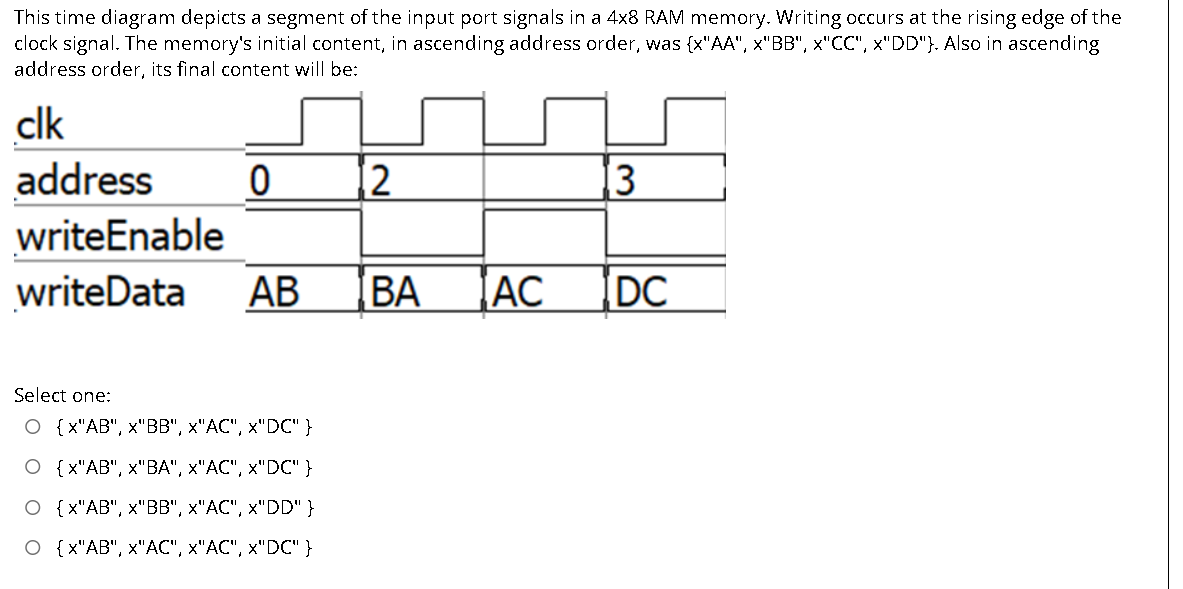 This time diagram depicts a segment of the input port signals in a 4x8 RAM memory. Writing occurs at the rising edge of the
clock signal. The memory's initial content, in ascending address order, was {x"AA", x"BB", x"CC", x"DD"}. Also in ascending
address order, its final content will be:
clk
address 0 2 3
writeEnable
writeData AB BA AC DC
Select one:
{ x"AB", x"BB", x"AC", x"DC" }
{ x"AB", x"BA", x"AC", x"DC" }
{ x"AB", x"BB", x"AC", x"DD" }
{ x"AB", x"AC", x"AC", x"DC" }